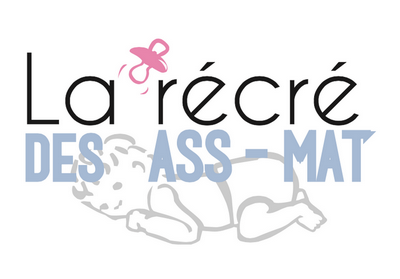 La récré
DES ASS-MAT